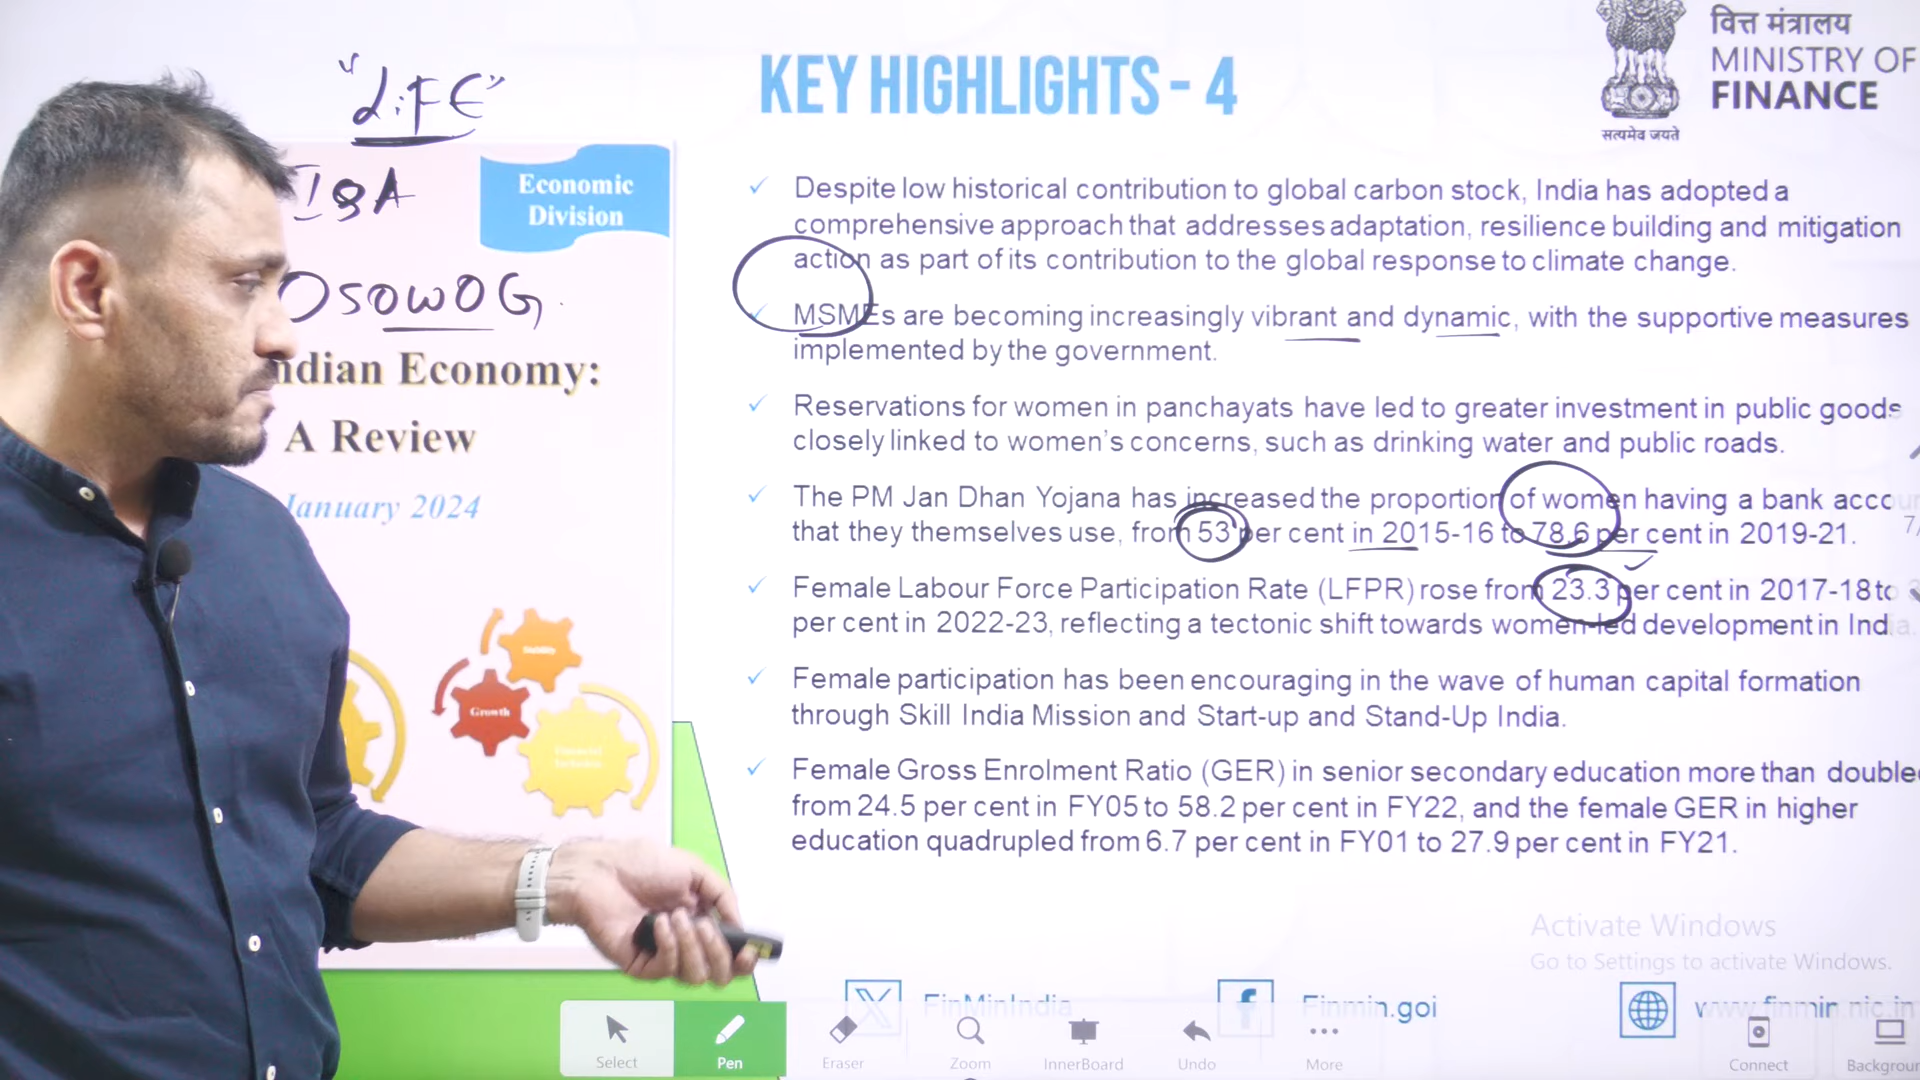 "LiFE"
ISA
OSOWOG
Economic
Division
Indian Economy:
A Review
January 2024
Stability
Growth
Financial
Inclusion
KEY HIGHLIGHTS - 4
वित्त मंत्रालय
MINISTRY OF
FINANCE
सत्यमेव जयते
✓ Despite low historical contribution to global carbon stock, India has adopted a
comprehensive approach that addresses adaptation, resilience building and mitigation
action as part of its contribution to the global response to climate change.
✓ MSMEs are becoming increasingly vibrant and dynamic, with the supportive measures
implemented by the government.
✓ Reservations for women in panchayats have led to greater investment in public goods
closely linked to women's concerns, such as drinking water and public roads.
✓ The PM Jan Dhan Yojana has increased the proportion of women having a bank accoun
that they themselves use, from 53 per cent in 2015-16 to 78.6 per cent in 2019-21.
7/
✓ Female Labour Force Participation Rate (LFPR) rose from 23.3 per cent in 2017-18 to
per cent in 2022-23, reflecting a tectonic shift towards women-led development in India.
✓ Female participation has been encouraging in the wave of human capital formation
through Skill India Mission and Start-up and Stand-Up India.
✓ Female Gross Enrolment Ratio (GER) in senior secondary education more than double
from 24.5 per cent in FY05 to 58.2 per cent in FY22, and the female GER in higher
education quadrupled from 6.7 per cent in FY01 to 27.9 per cent in FY21.
Activate Windows
Go to Settings to activate Windows.
FinMinIndia
Finmin.goi
www.finmin.nic.in
Select
Pen
Eraser
Zoom
InnerBoard
Undo
More
Connect
Backgroun